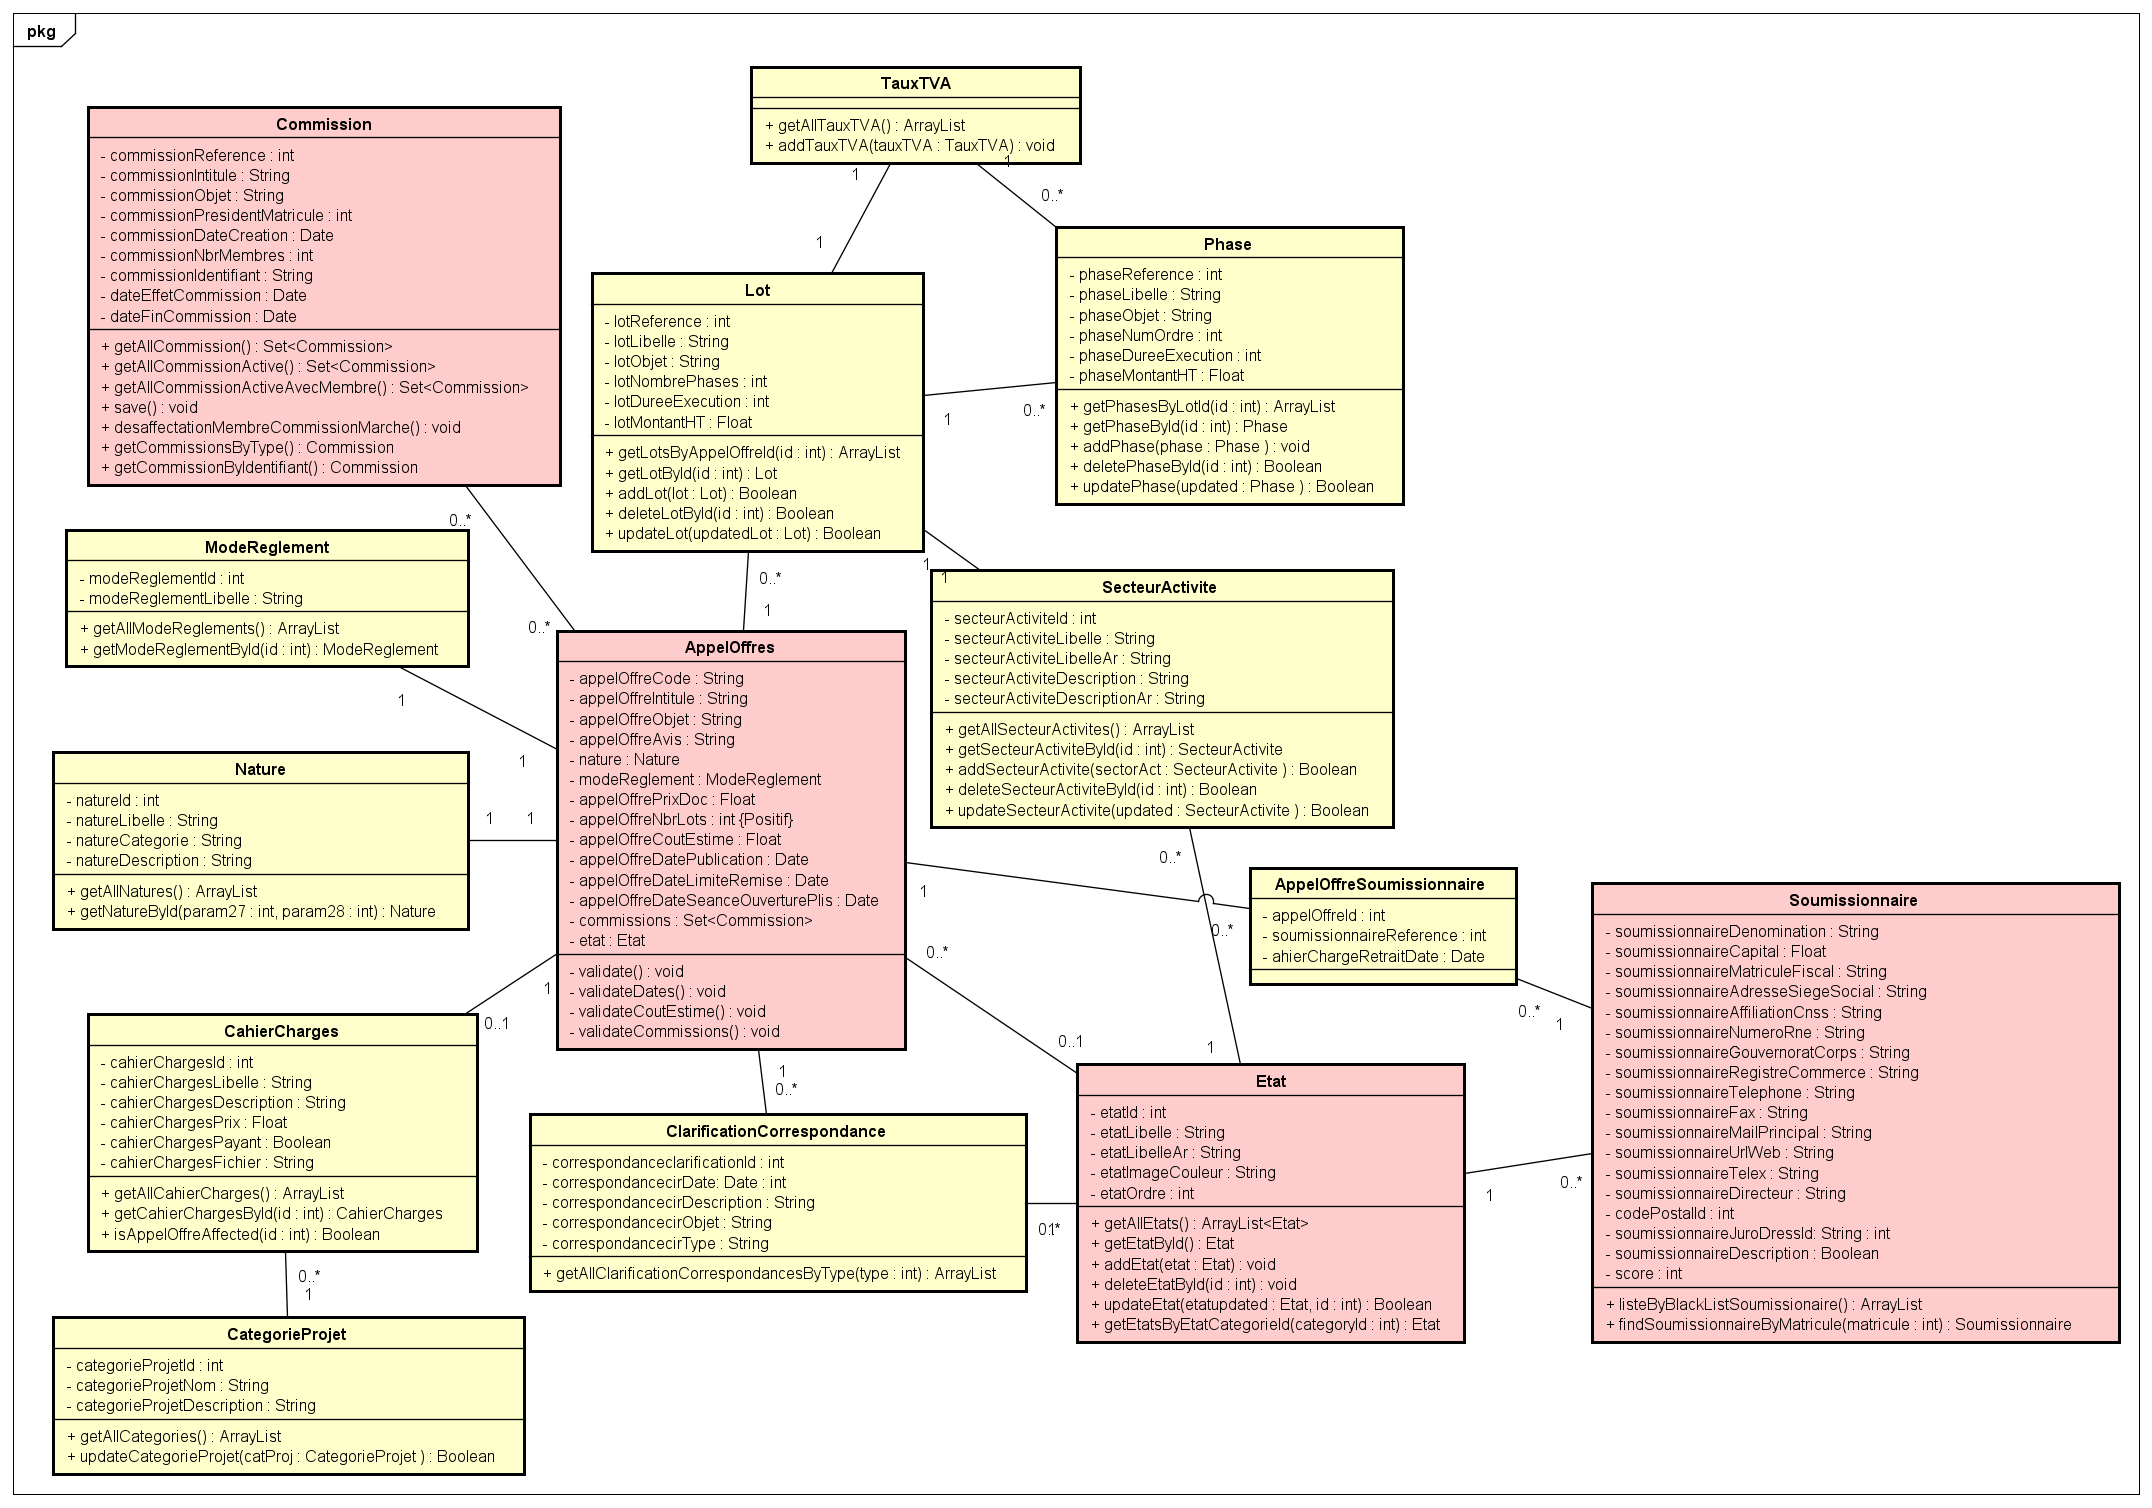 pkg
TauxTVA
+ getAllTauxTVA() : ArrayList
+ addTauxTVA(tauxTVA : TauxTVA) : void
1
1
0..*
1
Commission
- commissionReference : int
- commissionIntitule : String
- commissionObjet : String
- commissionPresidentMatricule : int
- commissionDateCreation : Date
- commissionNbrMembres : int
- commissionIdentifiant : String
- dateEffetCommission : Date
- dateFinCommission : Date
+ getAllCommission() : Set<Commission>
+ getAllCommissionActive() : Set<Commission>
+ getAllCommissionActiveAvecMembre() : Set<Commission>
+ save() : void
+ desaffectationMembreCommissionMarche() : void
+ getCommissionsByType() : Commission
+ getCommissionByIdentifiant() : Commission
0..*
0..*
Phase
- phaseReference : int
- phaseLibelle : String
- phaseObjet : String
- phaseNumOrdre : int
- phaseDureeExecution : int
- phaseMontantHT : Float
+ getPhasesByLotId(id : int) : ArrayList
+ getPhaseById(id : int) : Phase
+ addPhase(phase : Phase ) : void
+ deletePhaseById(id : int) : Boolean
+ updatePhase(updated : Phase ) : Boolean
Lot
- lotReference : int
- lotLibelle : String
- lotObjet : String
- lotNombrePhases : int
- lotDureeExecution : int
- lotMontantHT : Float
+ getLotsByAppelOffreId(id : int) : ArrayList
+ getLotById(id : int) : Lot
+ addLot(lot : Lot) : Boolean
+ deleteLotById(id : int) : Boolean
+ updateLot(updatedLot : Lot) : Boolean
1
0..*
1
1
0..*
1
ModeReglement
- modeReglementId : int
- modeReglementLibelle : String
+ getAllModeReglements() : ArrayList
+ getModeReglementById(id : int) : ModeReglement
1
1
SecteurActivite
- secteurActiviteId : int
- secteurActiviteLibelle : String
- secteurActiviteLibelleAr : String
- secteurActiviteDescription : String
- secteurActiviteDescriptionAr : String
+ getAllSecteurActivites() : ArrayList
+ getSecteurActiviteById(id : int) : SecteurActivite
+ addSecteurActivite(sectorAct : SecteurActivite ) : Boolean
+ deleteSecteurActiviteById(id : int) : Boolean
+ updateSecteurActivite(updated : SecteurActivite ) : Boolean
0..*
1
AppelOffres
- appelOffreCode : String
- appelOffreIntitule : String
- appelOffreObjet : String
- appelOffreAvis : String
- nature : Nature
- modeReglement : ModeReglement
- appelOffrePrixDoc : Float
- appelOffreNbrLots : int {Positif}
- appelOffreCoutEstime : Float
- appelOffreDatePublication : Date
- appelOffreDateLimiteRemise : Date
- appelOffreDateSeanceOuverturePlis : Date
- commissions : Set<Commission>
- etat : Etat
- validate() : void
- validateDates() : void
- validateCoutEstime() : void
- validateCommissions() : void
Nature
- natureId : int
- natureLibelle : String
- natureCategorie : String
- natureDescription : String
+ getAllNatures() : ArrayList
+ getNatureById(param27 : int, param28 : int) : Nature
1
1
1
0..*
AppelOffreSoumissionnaire
- appelOffreId : int
- soumissionnaireReference : int
- ahierChargeRetraitDate : Date
0..*
1
Soumissionnaire
- soumissionnaireDenomination : String
- soumissionnaireCapital : Float
- soumissionnaireMatriculeFiscal : String
- soumissionnaireAdresseSiegeSocial : String
- soumissionnaireAffiliationCnss : String
- soumissionnaireNumeroRne : String
- soumissionnaireGouvernoratCorps : String
- soumissionnaireRegistreCommerce : String
- soumissionnaireTelephone : String
- soumissionnaireFax : String
- soumissionnaireMailPrincipal : String
- soumissionnaireUrlWeb : String
- soumissionnaireTelex : String
- soumissionnaireDirecteur : String
- codePostalId : int
- soumissionnaireJuroDressId: String : int
- soumissionnaireDescription : Boolean
- score : int
+ listeByBlackListSoumissionaire() : ArrayList
+ findSoumissionnaireByMatricule(matricule : int) : Soumissionnaire
0..*
0..1
1
0..1
CahierCharges
- cahierChargesId : int
- cahierChargesLibelle : String
- cahierChargesDescription : String
- cahierChargesPrix : Float
- cahierChargesPayant : Boolean
- cahierChargesFichier : String
+ getAllCahierCharges() : ArrayList
+ getCahierChargesById(id : int) : CahierCharges
+ isAppelOffreAffected(id : int) : Boolean
0..*
1
1
0..*
ClarificationCorrespondance
- correspondanceclarificationId : int
- correspondancecirDate: Date : int
- correspondancecirDescription : String
- correspondancecirObjet : String
- correspondancecirType : String
+ getAllClarificationCorrespondancesByType(type : int) : ArrayList
Etat
- etatId : int
- etatLibelle : String
- etatLibelleAr : String
- etatImageCouleur : String
- etatOrdre : int
+ getAllEtats() : ArrayList<Etat>
+ getEtatById() : Etat
+ addEtat(etat : Etat) : void
+ deleteEtatById(id : int) : void
+ updateEtat(etatupdated : Etat, id : int) : Boolean
+ getEtatsByEtatCategorieId(categoryId : int) : Etat
1
0..*
CategorieProjet
- categorieProjetId : int
- categorieProjetNom : String
- categorieProjetDescription : String
+ getAllCategories() : ArrayList
+ updateCategorieProjet(catProj : CategorieProjet ) : Boolean